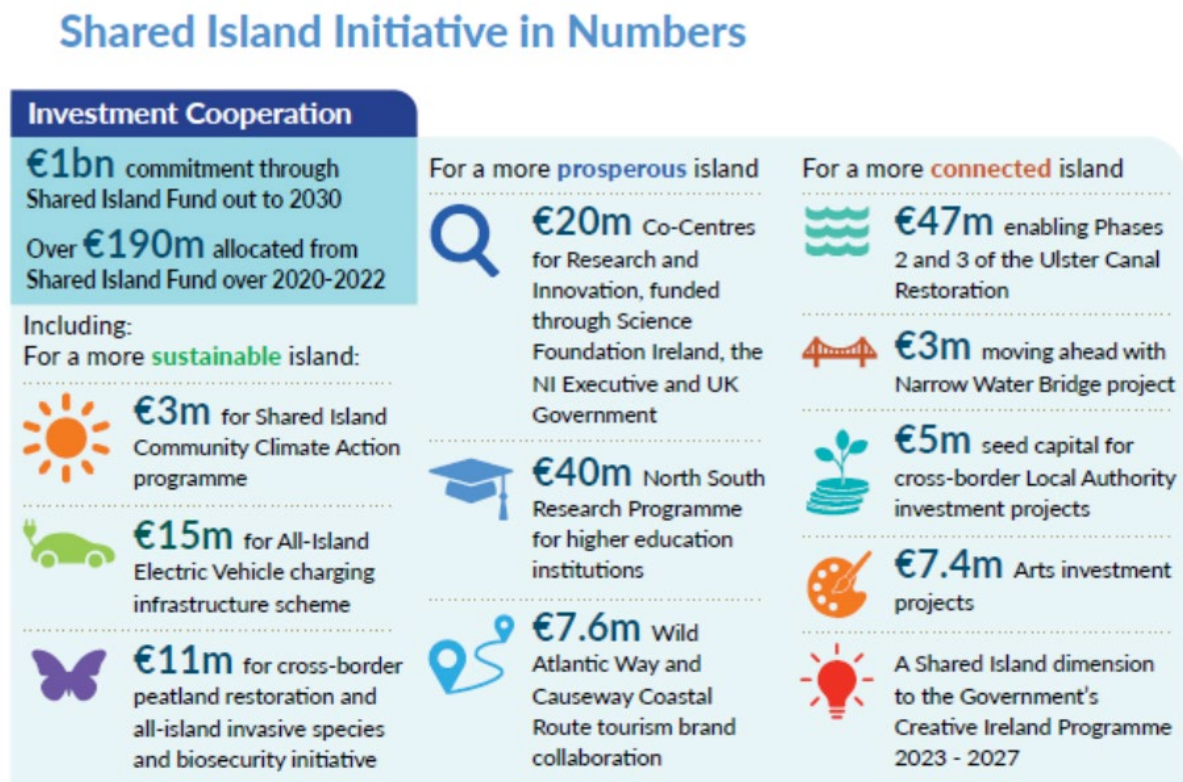 Shared Island Initiative in Numbers
Investment Cooperation
€1bn commitment through
Shared Island Fund out to 2030
Over €190m allocated from
Shared Island Fund over 2020-2022
Including:
For a more sustainable island:
€3m for Shared Island
Community Climate Action
programme
€15m for All-Island
Electric Vehicle charging
infrastructure scheme
€11m for cross-border
peatland restoration and
all-island invasive species
and biosecurity initiative
For a more prosperous island
€20m Co-Centres
for Research and
Innovation, funded
through Science
Foundation Ireland, the
NI Executive and UK
Government
€40m North South
Research Programme
for higher education
institutions
€7.6m Wild
Atlantic Way and
Causeway Coastal
Route tourism brand
collaboration
For a more connected island
€47m enabling Phases
2 and 3 of the Ulster Canal
Restoration
€3m moving ahead with
Narrow Water Bridge project
€5m seed capital for
cross-border Local Authority
investment projects
€7.4m Arts investment
projects
A Shared Island dimension
to the Government's
Creative Ireland Programme
2023 - 2027